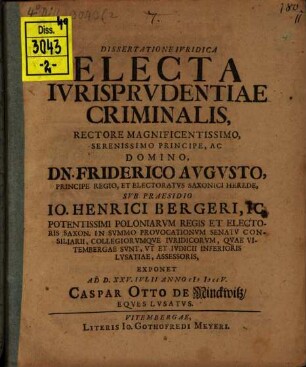 Diss.
3043
-2-
7.
DISSERTATIONE IVRIDICA
ELECTA
IVRISPRVDENTIAE
CRIMINALIS,
RECTORE MAGNIFICENTISSIMO,
SERENISSIMO PRINCIPE, AC
DOMINO,
DN. FRIDERICO AVGVSTO,
PRINCIPE REGIO, ET ELECTORATVS SAXONICI HEREDE,
SVB PRAESIDIO
IO. HENRICI BERGERI, IC.
POTENTISSIMI POLONIARVM REGIS ET ELECTO-
RIS SAXON. IN SVMMO PROVOCATIONVM SENATV CON-
SILIARII, COLLEGIORVMQVE IVRIDICORVM, QVAE VI-
TEMBERGAE SVNT, VT ET IVDICII INFERIORIS
LVSATIAE, ASSESSORIS,
EXPONET
AD D. XXV. IVLII ANNO
CASPAR OTTO DE Minckwitz/
EQVES LVSATVS.
VITEMBERGAE,
LITERIS IO. GOTHOFREDI MEYERI.